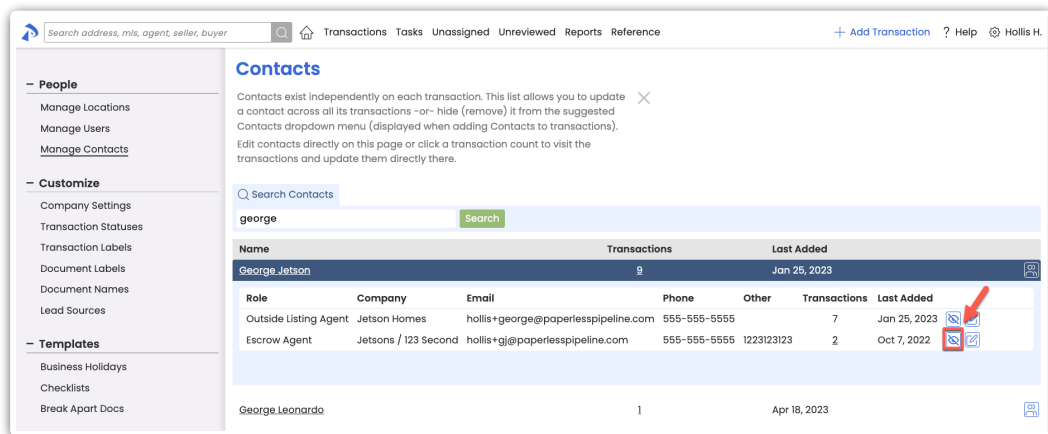 Search address, mls, agent, seller, buyer
Transactions Tasks Unassigned Unreviewed Reports Reference
+ Add Transaction ? Help Hollis H.
– People
Manage Locations
Manage Users
Manage Contacts
– Customize
Company Settings
Transaction Statuses
Transaction Labels
Document Labels
Document Names
Lead Sources
– Templates
Business Holidays
Checklists
Break Apart Docs
Contacts
Contacts exist independently on each transaction. This list allows you to update
a contact across all its transactions -or- hide (remove) it from the suggested
Contacts dropdown menu (displayed when adding Contacts to transactions).
Edit contacts directly on this page or click a transaction count to visit the
transactions and update them directly there.
Search Contacts
george Search
Name Transactions Last Added
George Jetson 9 Jan 25, 2023
Role Company Email Phone Other Transactions Last Added
Outside Listing Agent Jetson Homes hollis+george@paperlesspipeline.com 555-555-5555 7 Jan 25, 2023
Escrow Agent Jetsons / 123 Second hollis+gj@paperlesspipeline.com 555-555-5555 1223123123 2 Oct 7, 2022
George Leonardo 1 Apr 18, 2023